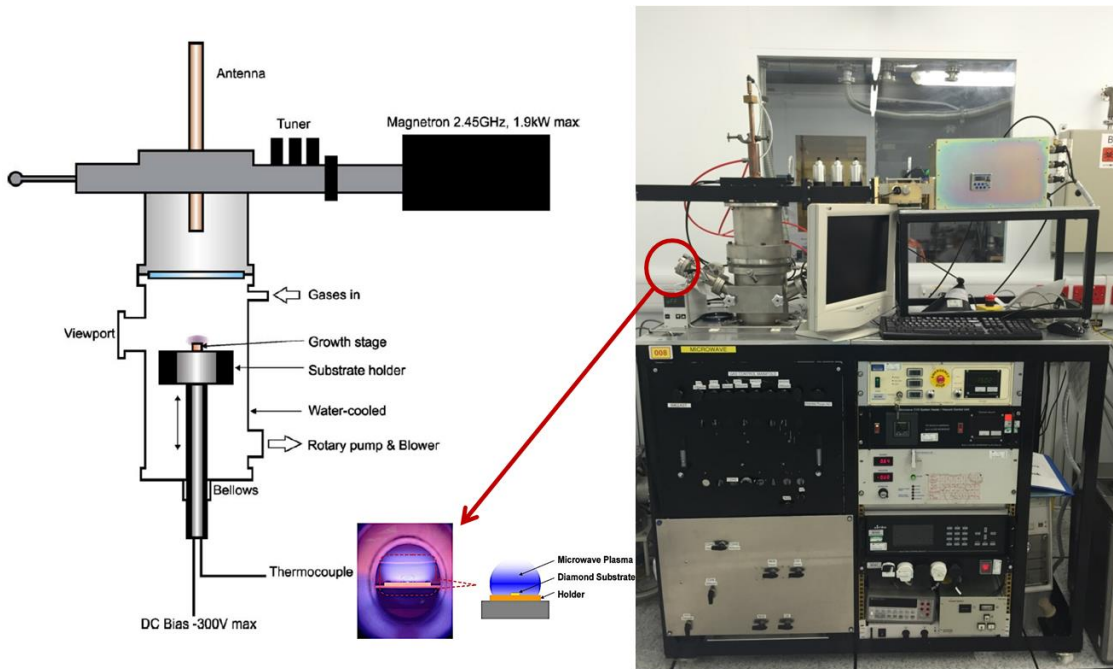 Antenna
Tuner
Magnetron 2.45GHz, 1.9kW max
Gases in
Viewport
Growth stage
Substrate holder
Water-cooled
Rotary pump & Blower
Bellows
Thermocouple
DC Bias -300V max
Microwave Plasma
Diamond Substrate
Holder
008
MICROWAVE